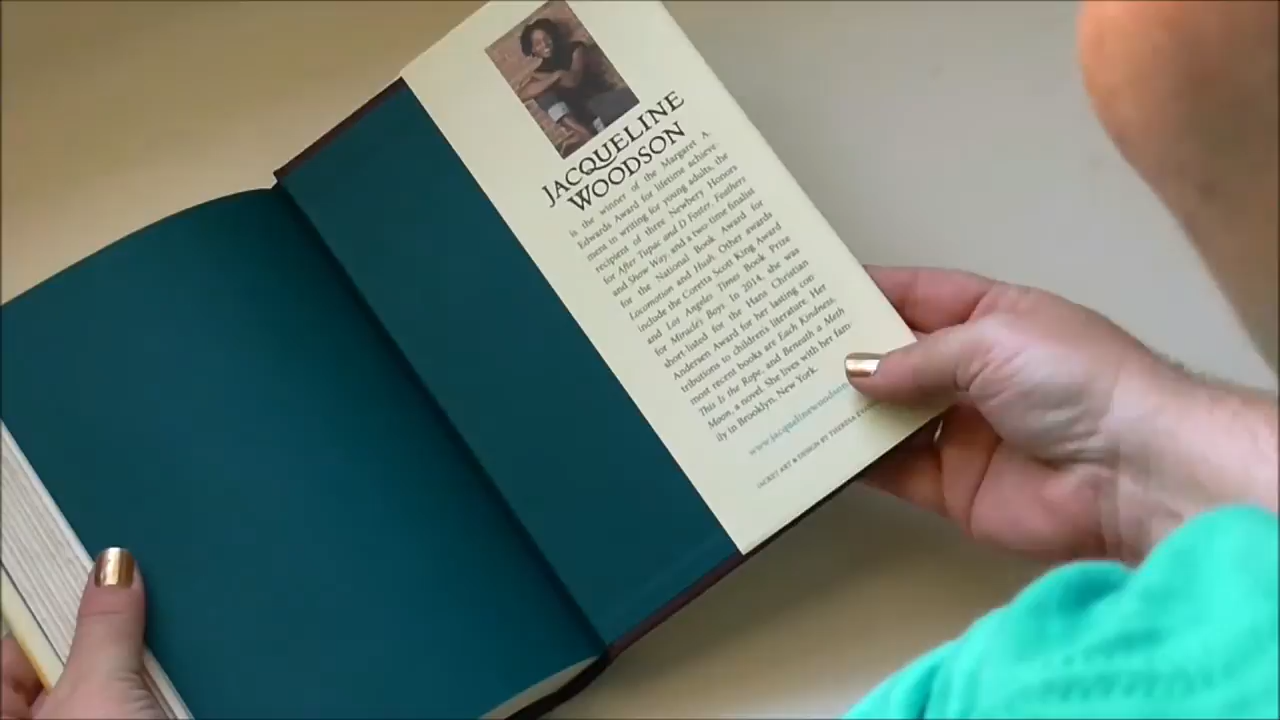 JACQUELINE
WOODSON
is the winner of the Margaret A.
Edwards Award for lifetime achieve-
ment in writing for young adults, the
recipient of three Newbery Honors
for After Tupac and D Foster, Feathers
and Show Way, and a two-time finalist
for the National Book Award for
Locomotion and Hush. Other awards
include the Coretta Scott King Award
and Los Angeles Times Book Prize
for Miracle's Boys. In 2014, she was
short-listed for the Hans Christian
Andersen Award for her lasting con
tributions to children's literature. Her
most recent books are Each Kindness,
This Is the Rope, and Beneath a Meth
Moon, a novel. She lives with her fam
ily in Brooklyn, New York.
www.jacquelinewoodson
JACKET ART & DESIGN BY THERESA